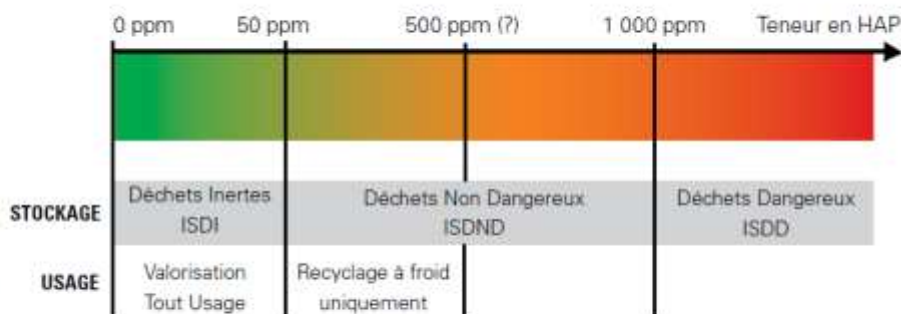 0 ppm 50 ppm 500 ppm (?) 1 000 ppm Teneur en HAP
STOCKAGE
Déchets Inertes
ISDI
Déchets Non Dangereux
ISDND
Déchets Dangereux
ISDD
USAGE
Valorisation
Tout Usage
Recyclage à froid
uniquement